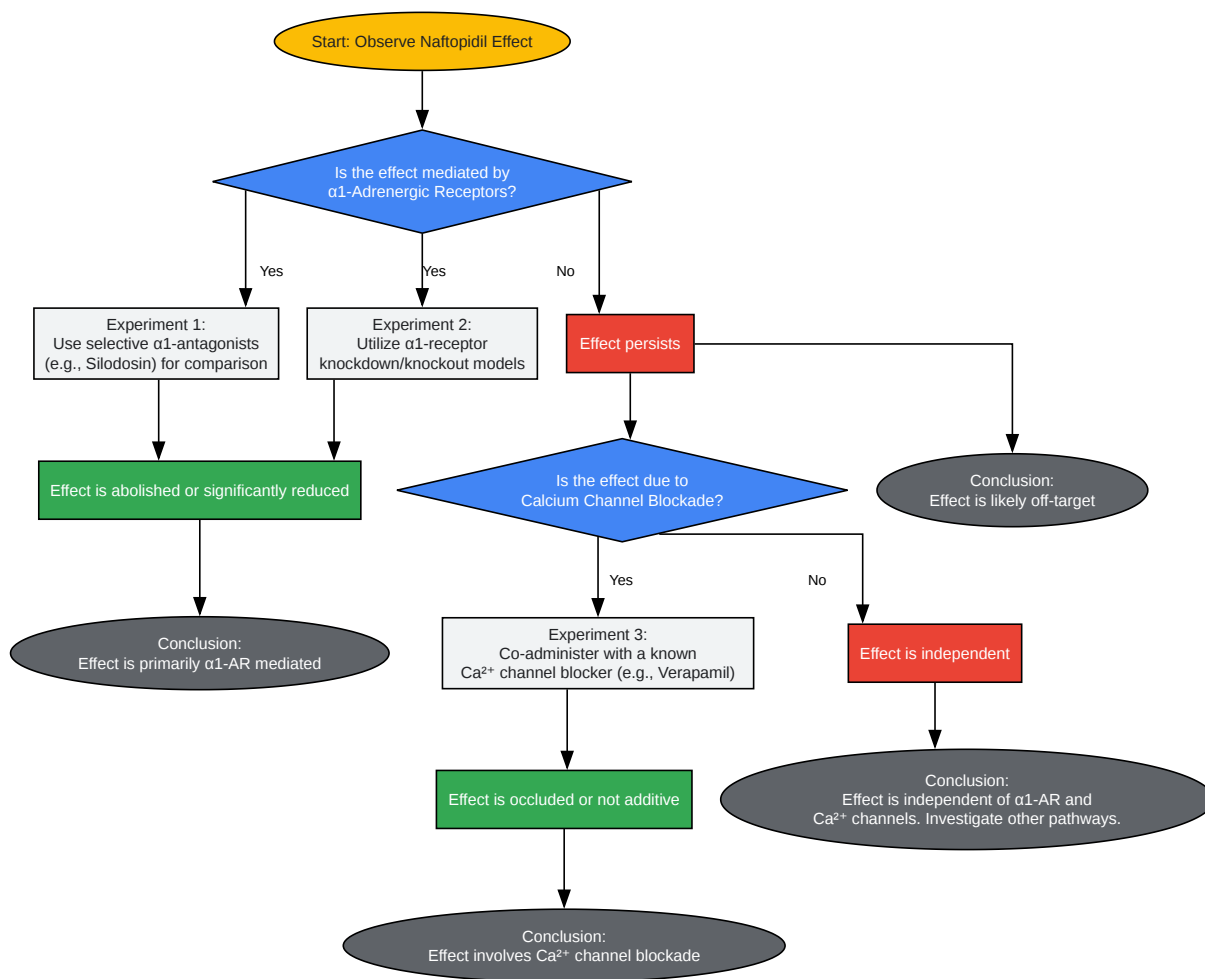 Start: Observe Naftopidil Effect
Is the effect mediated by
α1-Adrenergic Receptors?
Yes
Yes
No
Experiment 1:
Use selective α1-antagonists
(e.g., Silodosin) for comparison
Experiment 2:
Utilize α1-receptor
knockdown/knockout models
Effect persists
Effect is abolished or significantly reduced
Is the effect due to
Calcium Channel Blockade?
Conclusion:
Effect is likely off-target
Yes
No
Conclusion:
Effect is primarily α1-AR mediated
Experiment 3:
Co-administer with a known
Ca²⁺ channel blocker (e.g., Verapamil)
Effect is independent
Effect is occluded or not additive
Conclusion:
Effect is independent of α1-AR and
Ca²⁺ channels. Investigate other pathways.
Conclusion:
Effect involves Ca²⁺ channel blockade